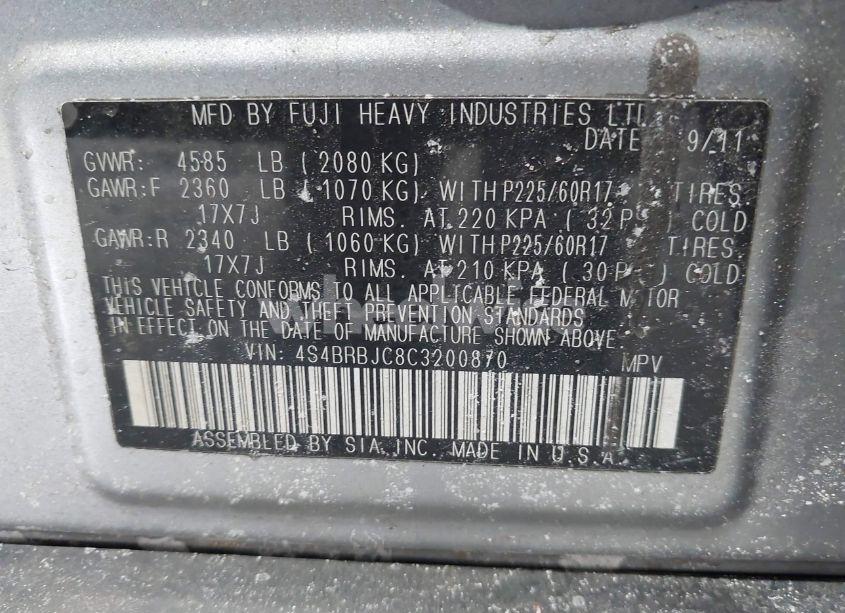 MFD BY FUJI HEAVY INDUSTRIES LTD.
DATE 9/11
GVWR: 4585 LB ( 2080 KG)
GAWR:F 2360 LB ( 1070 KG) WITH P225/60R17 TIRES
17X7J RIMS. AT 220 KPA ( 32 P ) COLD
GAWR:R 2340 LB ( 1060 KG) WITH P225/60R17 TIRES
17X7J RIMS. AT 210 KPA ( 30 P ) COLD
THIS VEHICLE CONFORMS TO ALL APPLICABLE FEDERAL MOTOR
VEHICLE SAFETY AND THEFT PREVENTION STANDARDS
IN EFFECT ON THE DATE OF MANUFACTURE SHOWN ABOVE.
VIN: 4S4BRBJC8C3200870 MPV
ASSEMBLED BY SIA, INC. MADE IN U.S.A.